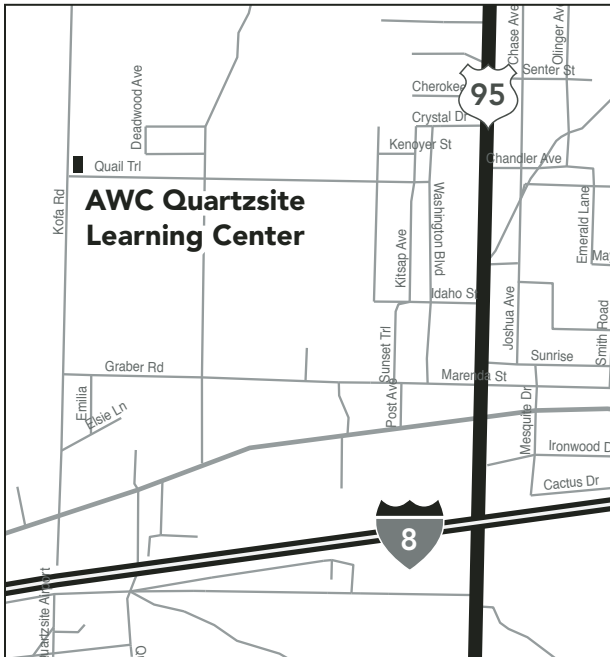 Chase Ave
Olinger Ave
Senter St
Cherokee
95
Crystal Dr
Deadwood Ave
Kenoyer St
Chandler Ave
Quail Trl
AWC Quartzsite
Learning Center
Kofa Rd
Washington Blvd
Kitsap Ave
Emerald Lane
Idaho St
Joshua Ave
Smith Road
Sunset Trl
Sunrise
Graber Rd
Marenda St
Emilia
Elsie Ln
Post Ave
Mesquite Dr
Ironwood D
Cactus Dr
8
uartzsite Airport